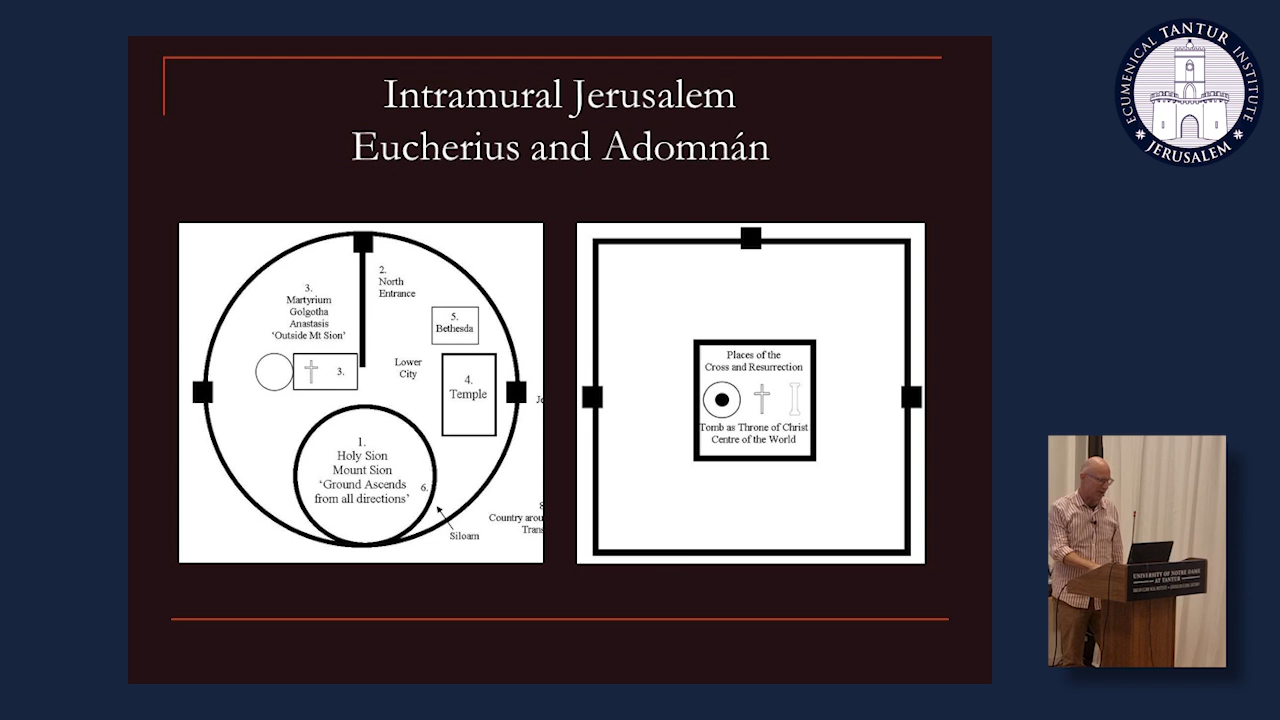 Intramural Jerusalem
Eucherius and Adomnán
2.
North
Entrance
3.
Martyrium
Golgotha
Anastasis
‘Outside Mt Sion’
5.
Bethesda
3.
Lower
City
4.
Temple
Je
1.
Holy Sion
Mount Sion
‘Ground Ascends
from all directions’
6.
Siloam
8
Country arou
Trans
Places of the
Cross and Resurrection
Tomb as Throne of Christ
Centre of the World
ECUMENICAL TANTUR INSTITUTE
JERUSALEM
UNIVERSITY OF NOTRE DAME
AT TANTUR